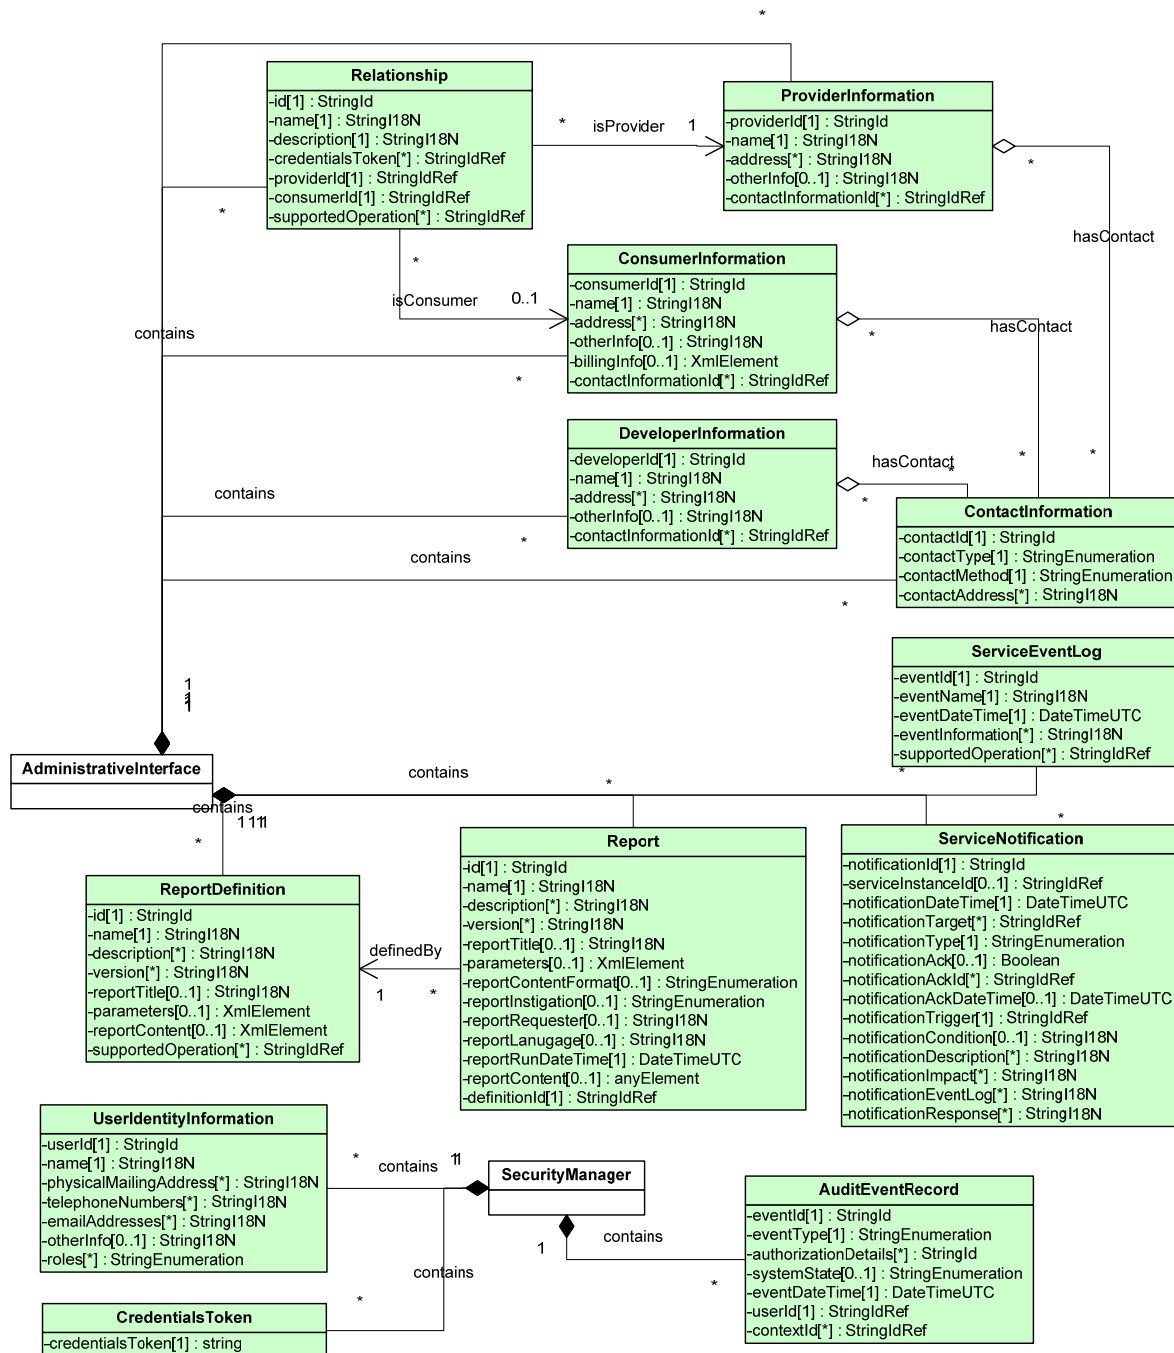 *
Relationship
-id[1] : StringId
-name[1] : StringI18N
-description[1] : StringI18N
-credentialsToken[*] : StringIdRef
-providerId[1] : StringIdRef
-consumerId[1] : StringIdRef
-supportedOperation[*] : StringIdRef
*
isProvider
1
ProviderInformation
-providerId[1] : StringId
-name[1] : StringI18N
-address[*] : StringI18N
-otherInfo[0..1] : StringI18N
-contactInformationId[*] : StringIdRef
*
hasContact
*
*
isConsumer
0..1
ConsumerInformation
-consumerId[1] : StringId
-name[1] : StringI18N
-address[*] : StringI18N
-otherInfo[0..1] : StringI18N
-billingInfo[0..1] : XmlElement
-contactInformationId[*] : StringIdRef
*
hasContact
contains
*
DeveloperInformation
-developerId[1] : StringId
-name[1] : StringI18N
-address[*] : StringI18N
-otherInfo[0..1] : StringI18N
-contactInformationId[*] : StringIdRef
hasContact
*
*
*
*
contains
*
contains
*
ContactInformation
-contactId[1] : StringId
-contactType[1] : StringEnumeration
-contactMethod[1] : StringEnumeration
-contactAddress[*] : StringI18N
ServiceEventLog
-eventId[1] : StringId
-eventName[1] : StringI18N
-eventDateTime[1] : DateTimeUTC
-eventInformation[*] : StringI18N
-supportedOperation[*] : StringIdRef
*
1
1
1
1
AdministrativeInterface
contains
*
contains
1 111
*
*
ReportDefinition
-id[1] : StringId
-name[1] : StringI18N
-description[*] : StringI18N
-version[*] : StringI18N
-reportTitle[0..1] : StringI18N
-parameters[0..1] : XmlElement
-reportContent[0..1] : XmlElement
-supportedOperation[*] : StringIdRef
definedBy
1
*
Report
-id[1] : StringId
-name[1] : StringI18N
-description[*] : StringI18N
-version[*] : StringI18N
-reportTitle[0..1] : StringI18N
-parameters[0..1] : XmlElement
-reportContentFormat[0..1] : StringEnumeration
-reportInstigation[0..1] : StringEnumeration
-reportRequester[0..1] : StringI18N
-reportLanugage[0..1] : StringI18N
-reportRunDateTime[1] : DateTimeUTC
-reportContent[0..1] : anyElement
-definitionId[1] : StringIdRef
ServiceNotification
-notificationId[1] : StringId
-serviceInstanceId[0..1] : StringIdRef
-notificationDateTime[1] : DateTimeUTC
-notificationTarget[*] : StringIdRef
-notificationType[1] : StringEnumeration
-notificationAck[0..1] : Boolean
-notificationAckId[*] : StringIdRef
-notificationAckDateTime[0..1] : DateTimeUTC
-notificationTrigger[1] : StringIdRef
-notificationCondition[0..1] : StringI18N
-notificationDescription[*] : StringI18N
-notificationImpact[*] : StringI18N
-notificationEventLog[*] : StringI18N
-notificationResponse[*] : StringI18N
UserIdentityInformation
-userId[1] : StringId
-name[1] : StringI18N
-physicalMailingAddress[*] : StringI18N
-telephoneNumbers[*] : StringI18N
-emailAddresses[*] : StringI18N
-otherInfo[0..1] : StringI18N
-roles[*] : StringEnumeration
*
contains
11
SecurityManager
1
contains
*
contains
*
AuditEventRecord
-eventId[1] : StringId
-eventType[1] : StringEnumeration
-authorizationDetails[*] : StringId
-systemState[0..1] : StringEnumeration
-eventDateTime[1] : DateTimeUTC
-userId[1] : StringIdRef
-contextId[*] : StringIdRef
CredentialsToken
-credentialsToken[1] : string